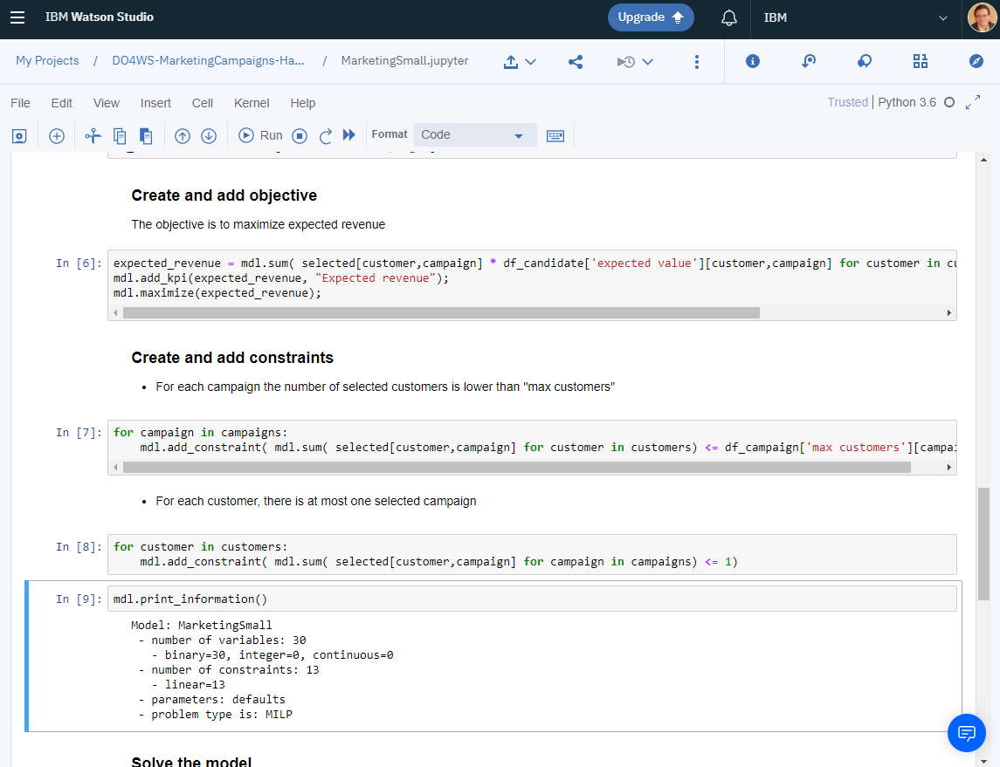 IBM Watson Studio
Upgrade
IBM
My Projects / DO4WS-MarketingCampaigns-Ha... / MarketingSmall.jupyter
File Edit View Insert Cell Kernel Help
Trusted | Python 3.6
Run
Format
Code
Create and add objective
The objective is to maximize expected revenue
In [6]:
expected_revenue = mdl.sum( selected[customer,campaign] * df_candidate['expected value'][customer,campaign] for customer in cu
mdl.add_kpi(expected_revenue, "Expected revenue");
mdl.maximize(expected_revenue);
Create and add constraints
• For each campaign the number of selected customers is lower than "max customers"
In [7]:
for campaign in campaigns:
mdl.add_constraint( mdl.sum( selected[customer,campaign] for customer in customers) <= df_campaign['max customers'][campai
• For each customer, there is at most one selected campaign
In [8]:
for customer in customers:
mdl.add_constraint( mdl.sum( selected[customer,campaign] for campaign in campaigns) <= 1)
In [9]:
mdl.print_information()
Model: MarketingSmall
- number of variables: 30
- binary=30, integer=0, continuous=0
- number of constraints: 13
- linear=13
- parameters: defaults
- problem type is: MILP
Solve the model